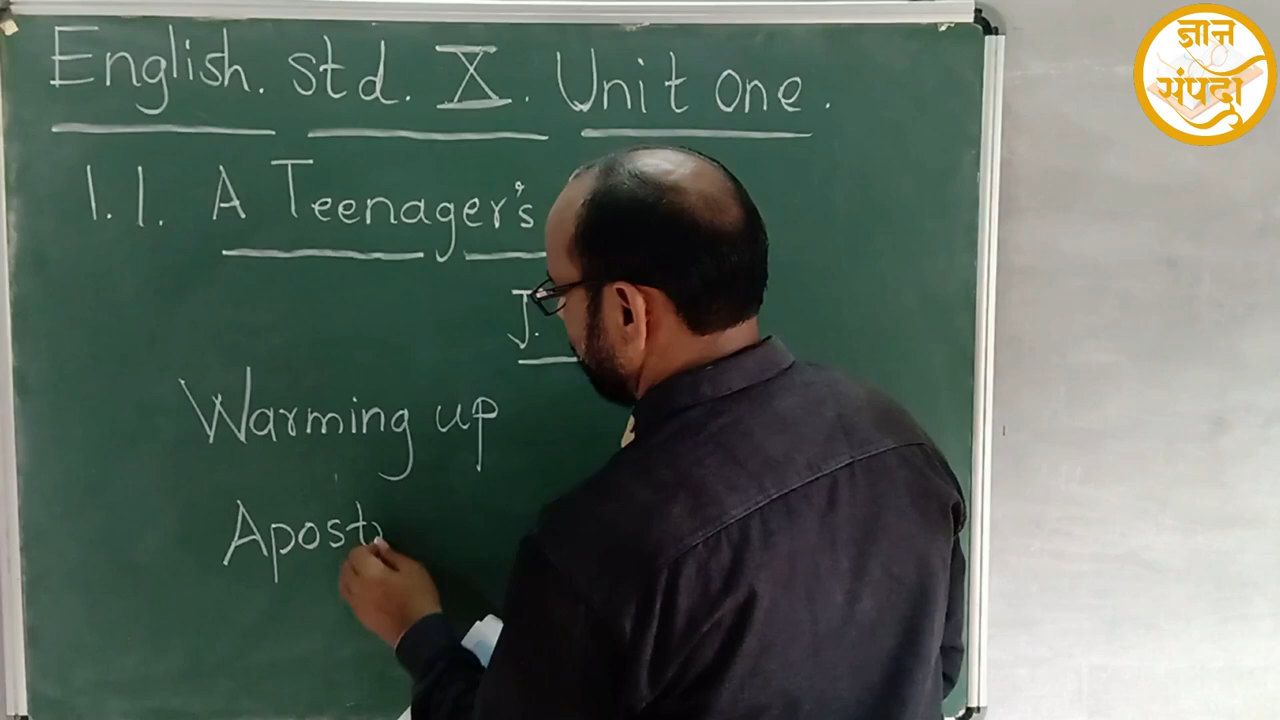 ज्ञान
संपदा
English. Std. X. Unit one.
1.1. A Teenager's
J.
Warming up
Apost